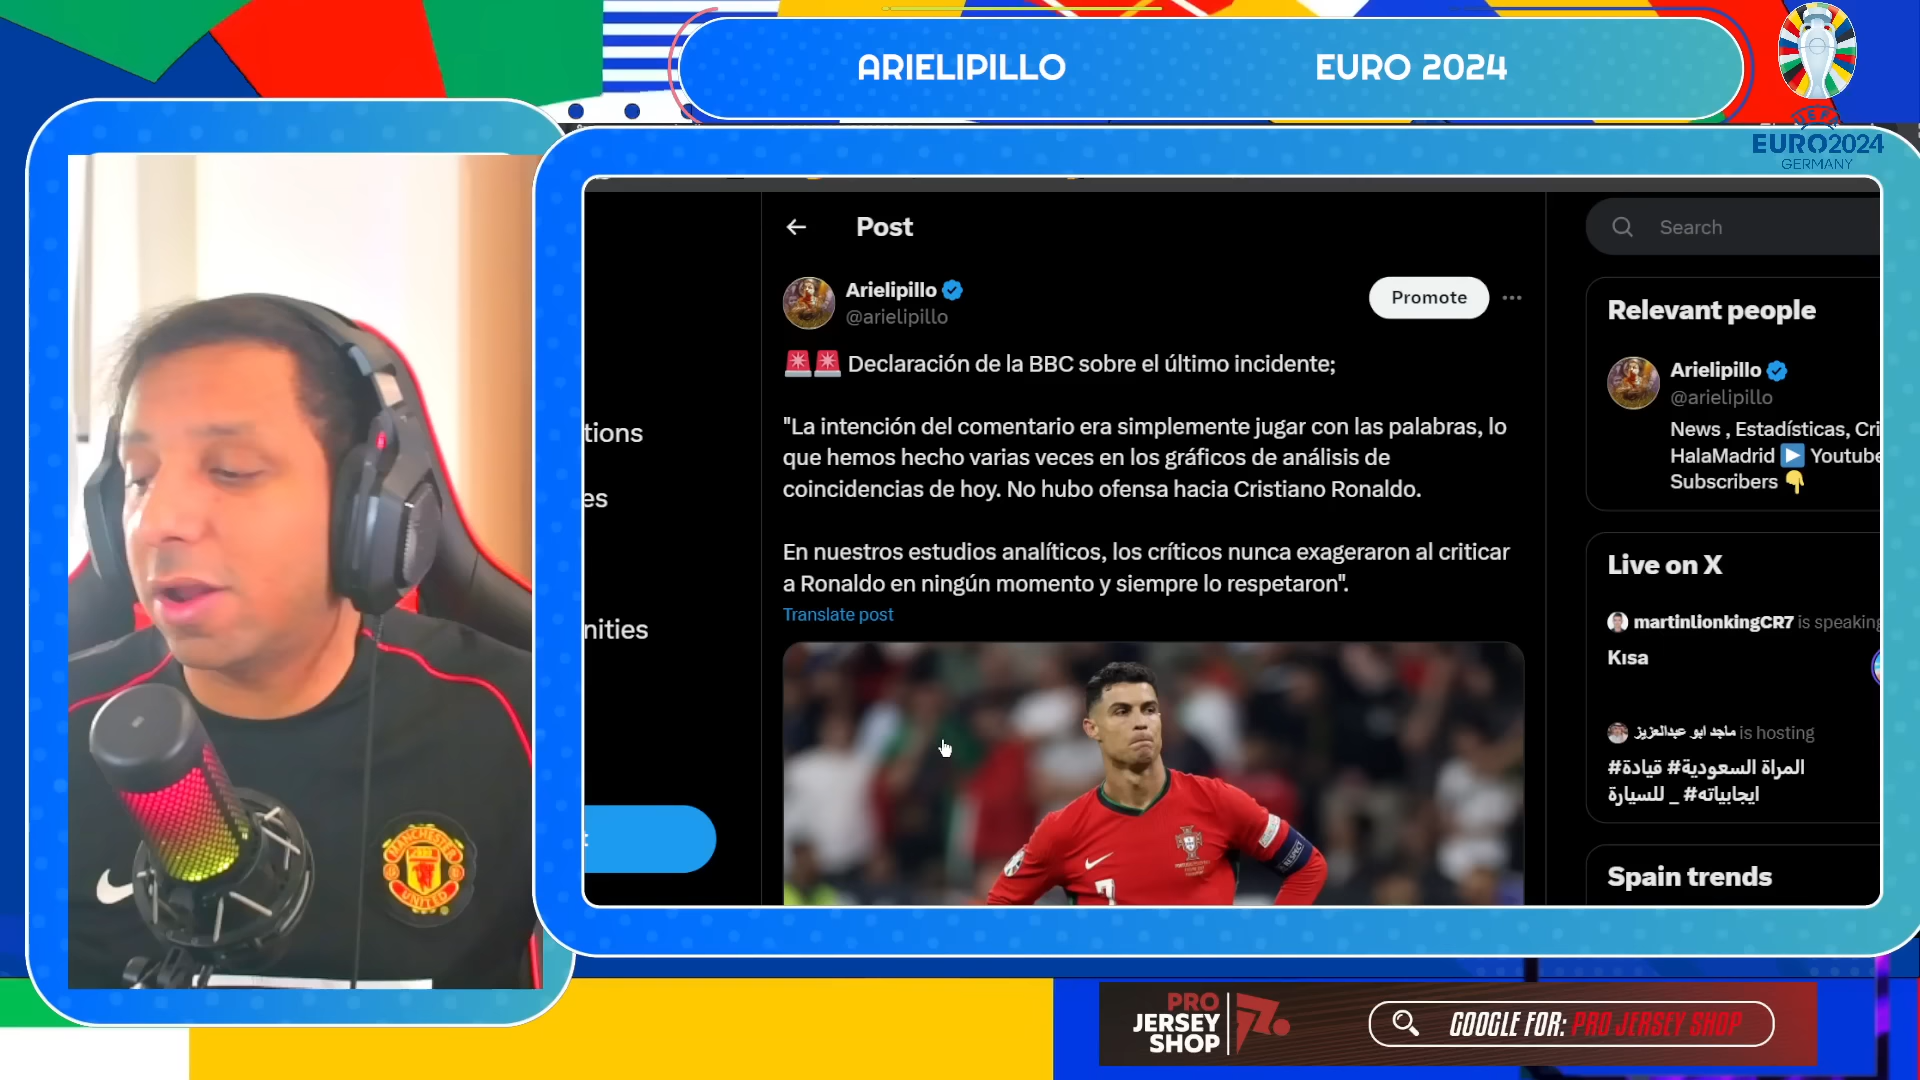 ARIELIPILLO
EURO 2024
UEFA
EURO2024
GERMANY
Post
Search
Arielipillo
@arielipillo
Promote
Declaración de la BBC sobre el último incidente;
"La intención del comentario era simplemente jugar con las palabras, lo
que hemos hecho varias veces en los gráficos de análisis de
coincidencias de hoy. No hubo ofensa hacia Cristiano Ronaldo.
En nuestros estudios analíticos, los críticos nunca exageraron al criticar
a Ronaldo en ningún momento y siempre lo respetaron".
Translate post
tions
es
nities
Relevant people
Arielipillo
@arielipillo
News , Estadísticas, Cri
HalaMadrid Youtube
Subscribers
Live on X
martinlionkingCR7 is speaking
Kısa
ماجد ابو عبدالعزيز is hosting
#المراة السعودية# قيادة
ايجابياته# _ للسيارة
Spain trends
MANCHESTER
UNITED
RESPECT
7
PRO
JERSEY
SHOP
GOOGLE FOR: PRO JERSEY SHOP